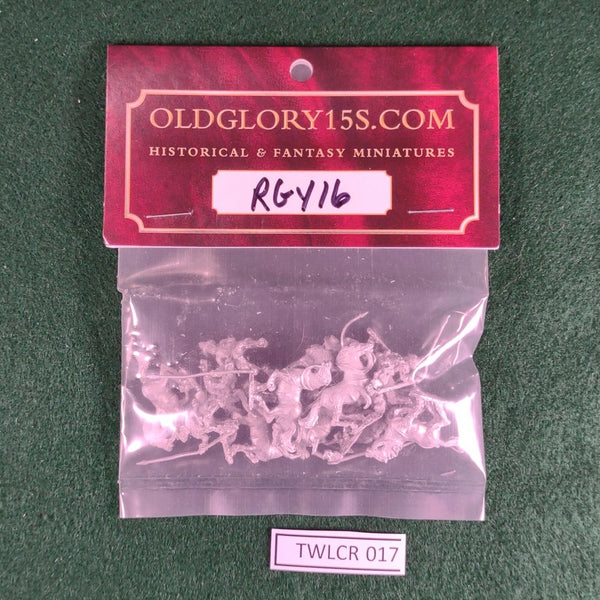 OLDGLORY15S.COM
HISTORICAL & FANTASY MINIATURES
RGY16
TWLCR 017